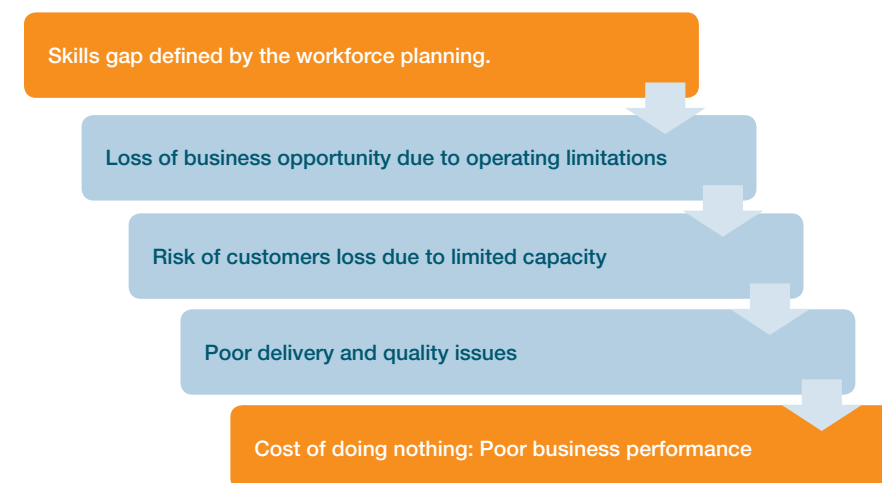 Skills gap defined by the workforce planning.
Loss of business opportunity due to operating limitations
Risk of customers loss due to limited capacity
Poor delivery and quality issues
Cost of doing nothing: Poor business performance